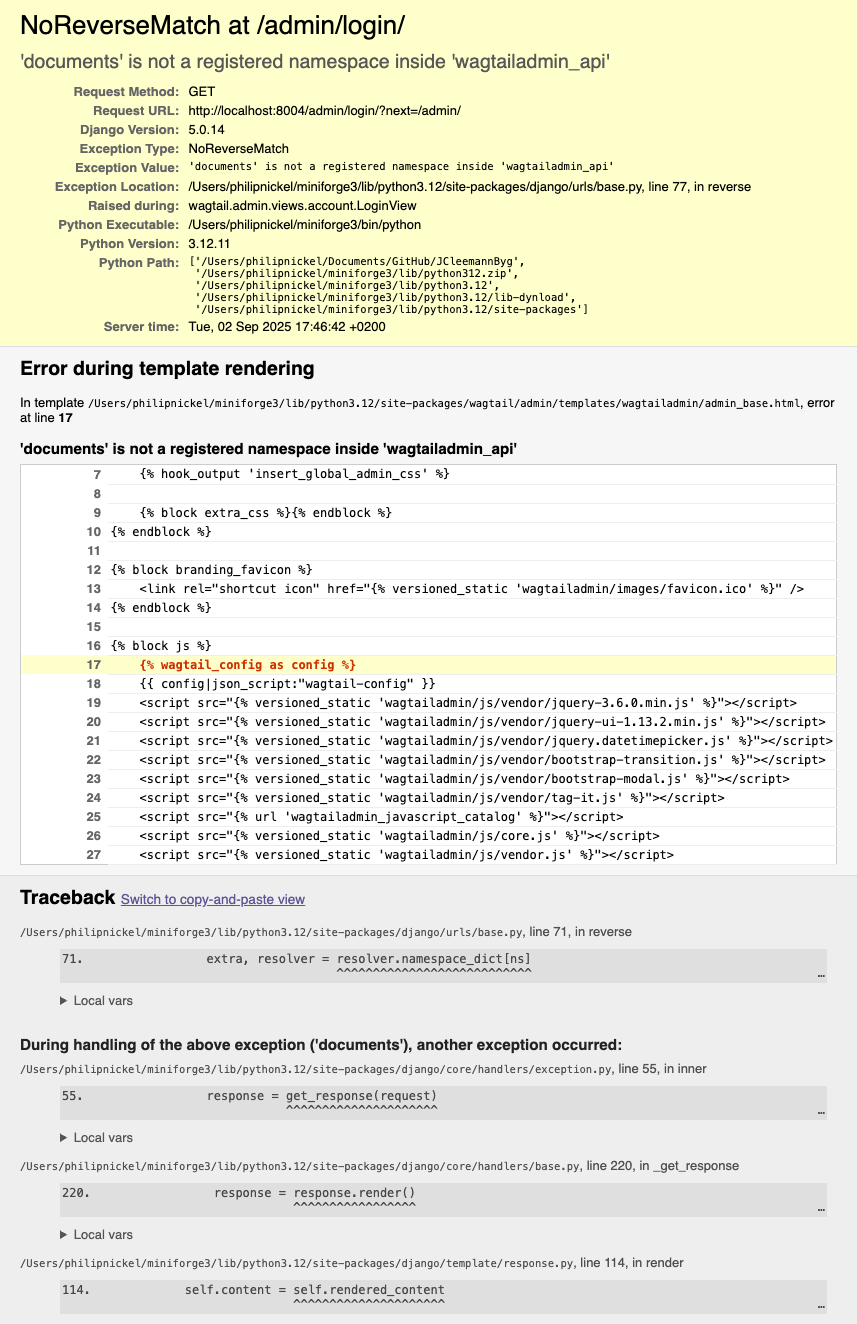 NoReverseMatch at /admin/login/
'documents' is not a registered namespace inside 'wagtailadmin_api'
Request Method: GET
Request URL: http://localhost:8004/admin/login/?next=/admin/
Django Version: 5.0.14
Exception Type: NoReverseMatch
Exception Value: 'documents' is not a registered namespace inside 'wagtailadmin_api'
Exception Location: /Users/philipnickel/miniforge3/lib/python3.12/site-packages/django/urls/base.py, line 77, in reverse
Raised during: wagtail.admin.views.account.LoginView
Python Executable: /Users/philipnickel/miniforge3/bin/python
Python Version: 3.12.11
Python Path: ['/Users/philipnickel/Documents/GitHub/JCleemannByg',
'/Users/philipnickel/miniforge3/lib/python312.zip',
'/Users/philipnickel/miniforge3/lib/python3.12',
'/Users/philipnickel/miniforge3/lib/python3.12/lib-dynload',
'/Users/philipnickel/miniforge3/lib/python3.12/site-packages']
Server time: Tue, 02 Sep 2025 17:46:42 +0200
Error during template rendering
In template /Users/philipnickel/miniforge3/lib/python3.12/site-packages/wagtail/admin/templates/wagtailadmin/admin_base.html, error
at line 17
'documents' is not a registered namespace inside 'wagtailadmin_api'
7 {% hook_output 'insert_global_admin_css' %}
8
9 {% block extra_css %}{% endblock %}
10 {% endblock %}
11
12 {% block branding_favicon %}
13 <link rel="shortcut icon" href="{% versioned_static 'wagtailadmin/images/favicon.ico' %}" />
14 {% endblock %}
15
16 {% block js %}
17 {% wagtail_config as config %}
18 {{ config|json_script:"wagtail-config" }}
19 <script src="{% versioned_static 'wagtailadmin/js/vendor/jquery-3.6.0.min.js' %}"></script>
20 <script src="{% versioned_static 'wagtailadmin/js/vendor/jquery-ui-1.13.2.min.js' %}"></script>
21 <script src="{% versioned_static 'wagtailadmin/js/vendor/jquery.datetimepicker.js' %}"></script>
22 <script src="{% versioned_static 'wagtailadmin/js/vendor/bootstrap-transition.js' %}"></script>
23 <script src="{% versioned_static 'wagtailadmin/js/vendor/bootstrap-modal.js' %}"></script>
24 <script src="{% versioned_static 'wagtailadmin/js/vendor/tag-it.js' %}"></script>
25 <script src="{% url 'wagtailadmin_javascript_catalog' %}"></script>
26 <script src="{% versioned_static 'wagtailadmin/js/core.js' %}"></script>
27 <script src="{% versioned_static 'wagtailadmin/js/vendor.js' %}"></script>
Traceback Switch to copy-and-paste view
/Users/philipnickel/miniforge3/lib/python3.12/site-packages/django/urls/base.py, line 71, in reverse
71. extra, resolver = resolver.namespace_dict[ns]
^^^^^^^^^^^^^^^^^^^^^^^^^^^ …
▶ Local vars
During handling of the above exception ('documents'), another exception occurred:
/Users/philipnickel/miniforge3/lib/python3.12/site-packages/django/core/handlers/exception.py, line 55, in inner
55. response = get_response(request)
^^^^^^^^^^^^^^^^^^^^^ …
▶ Local vars
/Users/philipnickel/miniforge3/lib/python3.12/site-packages/django/core/handlers/base.py, line 220, in _get_response
220. response = response.render()
^^^^^^^^^^^^^^^^^ …
▶ Local vars
/Users/philipnickel/miniforge3/lib/python3.12/site-packages/django/template/response.py, line 114, in render
114. self.content = self.rendered_content
^^^^^^^^^^^^^^^^^^^^^ …